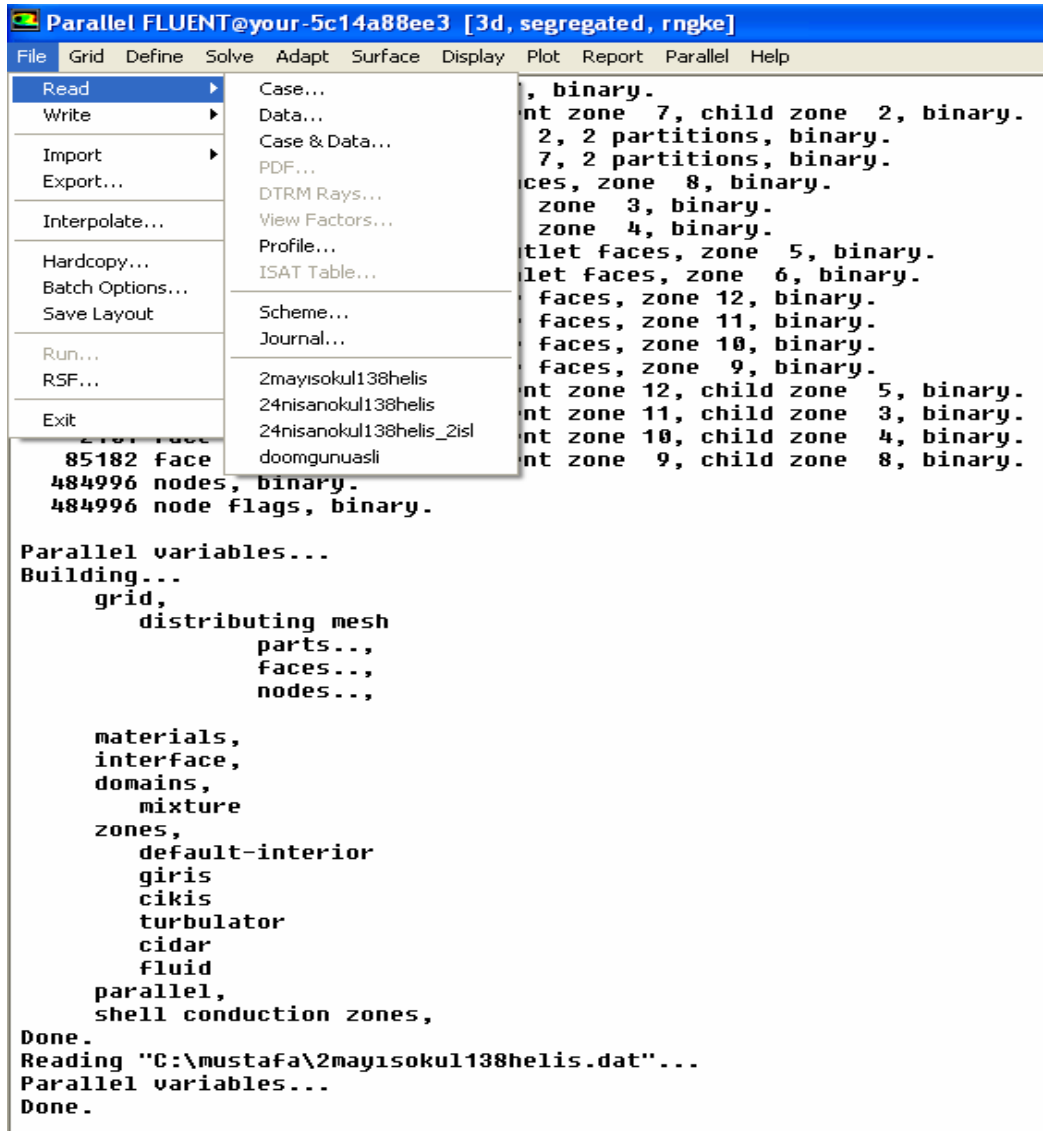 Parallel FLUENT@your-5c14a88ee3 [3d, segregated, rngke]
File Grid Define Solve Adapt Surface Display Plot Report Parallel Help
Read
Write
Import
Export...
Interpolate...
Hardcopy...
Batch Options...
Save Layout
Run...
RSF...
Exit
Case...
Data...
Case & Data...
PDF...
DTRM Rays...
View Factors...
Profile...
ISAT Table...
Scheme...
Journal...
2mayısokul138helis
24nisanokul138helis
24nisanokul138helis_2isl
doomgunuasli
, binary.
nt zone 7, child zone 2, binary.
2, 2 partitions, binary.
7, 2 partitions, binary.
ces, zone 8, binary.
zone 3, binary.
zone 4, binary.
tlet faces, zone 5, binary.
let faces, zone 6, binary.
faces, zone 12, binary.
faces, zone 11, binary.
faces, zone 10, binary.
faces, zone 9, binary.
nt zone 12, child zone 5, binary.
nt zone 11, child zone 3, binary.
nt zone 10, child zone 4, binary.
85182 face nt zone 9, child zone 8, binary.
484996 nodes, binary.
484996 node flags, binary.
Parallel variables...
Building...
grid,
distributing mesh
parts..,
faces..,
nodes..,
materials,
interface,
domains,
mixture
zones,
default-interior
giris
cikis
turbulator
cidar
fluid
parallel,
shell conduction zones,
Done.
Reading "C:\mustafa\2mayısokul138helis.dat"...
Parallel variables...
Done.